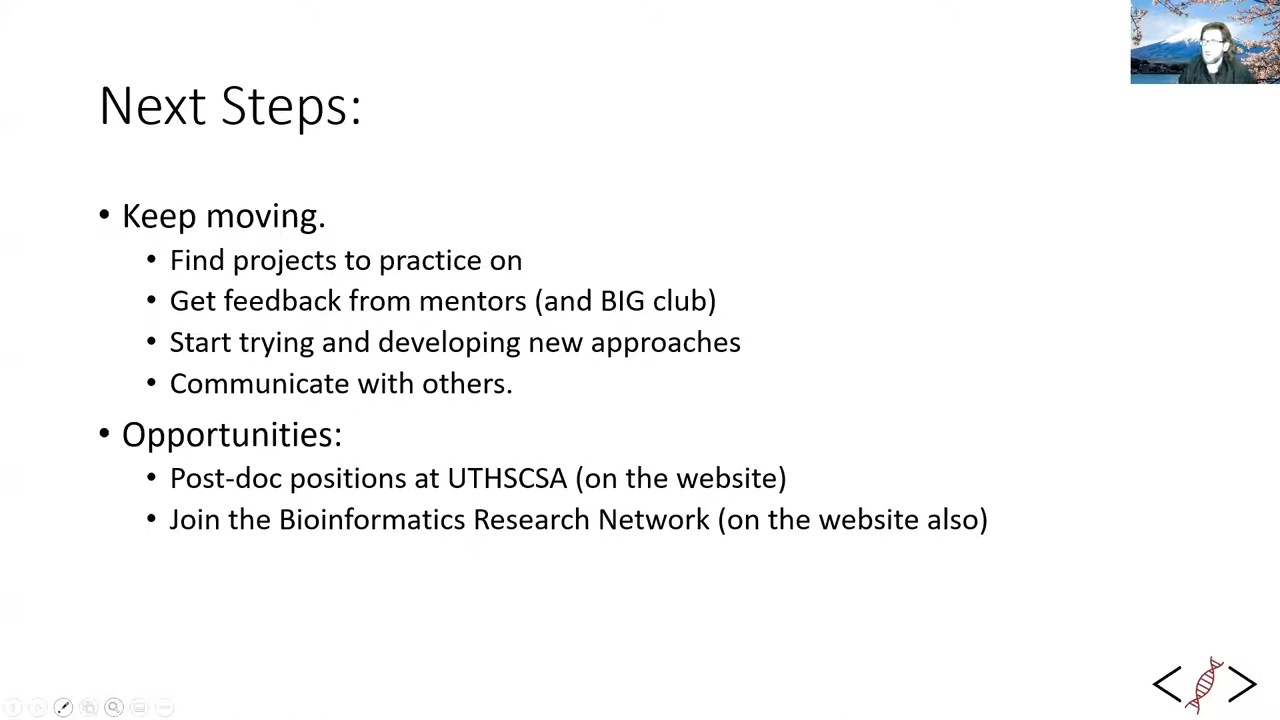 Next Steps:
• Keep moving.
• Find projects to practice on
• Get feedback from mentors (and BIG club)
• Start trying and developing new approaches
• Communicate with others.
• Opportunities:
• Post-doc positions at UTHSCSA (on the website)
• Join the Bioinformatics Research Network (on the website also)